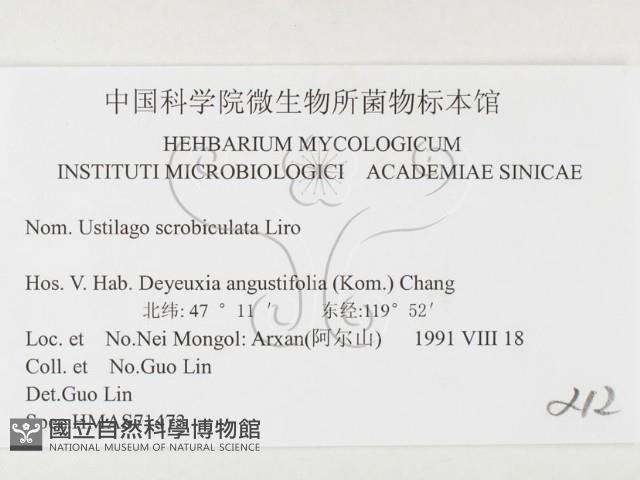 中国科学院微生物所菌物标本馆
HEHBARIUM MYCOLOGICUM
INSTITUTI MICROBIOLOGICI ACADEMIAE SINICAE
Nom. Ustilago scrobiculata Liro
Hos. V. Hab. Deyeuxia angustifolia (Kom.) Chang
北纬: 47 ° 11 ′ 东经:119° 52′
Loc. et No.Nei Mongol: Arxan(阿尔山) 1991 VIII 18
Coll. et No.Guo Lin
Det.Guo Lin
212
HMAS71473
國立自然科學博物館
NATIONAL MUSEUM OF NATURAL SCIENCE